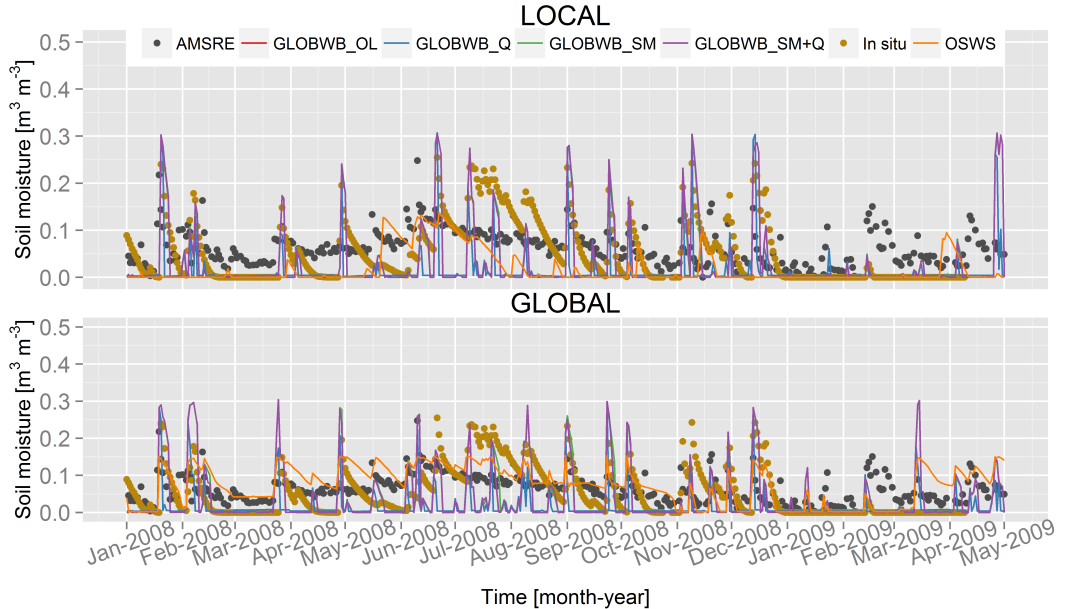 LOCAL
AMSRE GLOBWB_OL GLOBWB_Q GLOBWB_SM GLOBWB_SM+Q In situ OSWS
Soil moisture [m³ m⁻³]
0.5
0.4
0.3
0.2
0.1
0.0
GLOBAL
Soil moisture [m³ m⁻³]
0.5
0.4
0.3
0.2
0.1
0.0
Jan-2008 Feb-2008 Mar-2008 Apr-2008 May-2008 Jun-2008 Jul-2008 Aug-2008 Sep-2008 Oct-2008 Nov-2008 Dec-2008 Jan-2009 Feb-2009 Mar-2009 Apr-2009 May-2009
Time [month-year]